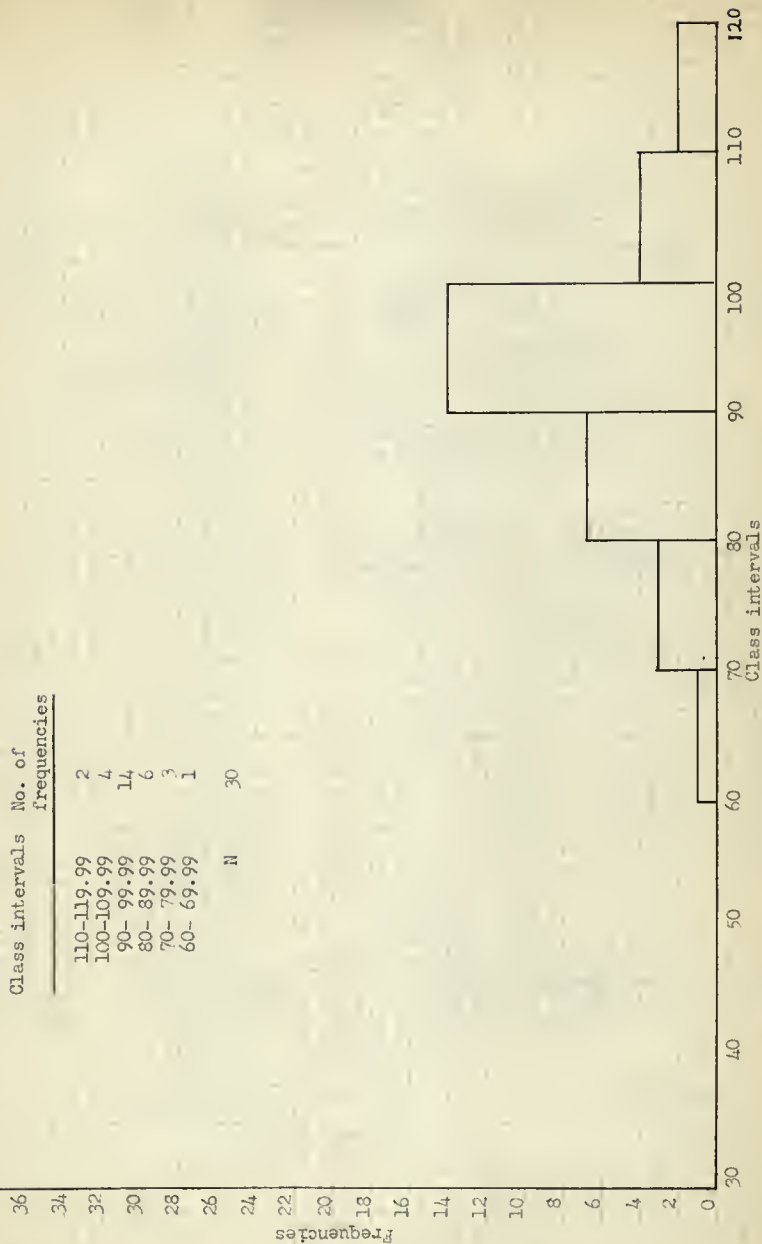 Class intervals No. of
frequencies
110-119.99 2
100-109.99 4
90- 99.99 14
80- 89.99 6
70- 79.99 3
60- 69.99 1
N 30
Frequencies
36
34
32
30
28
26
24
22
20
18
16
14
12
10
8
6
4
2
0
30 40 50 60 70 80 90 100 110 120
Class intervals